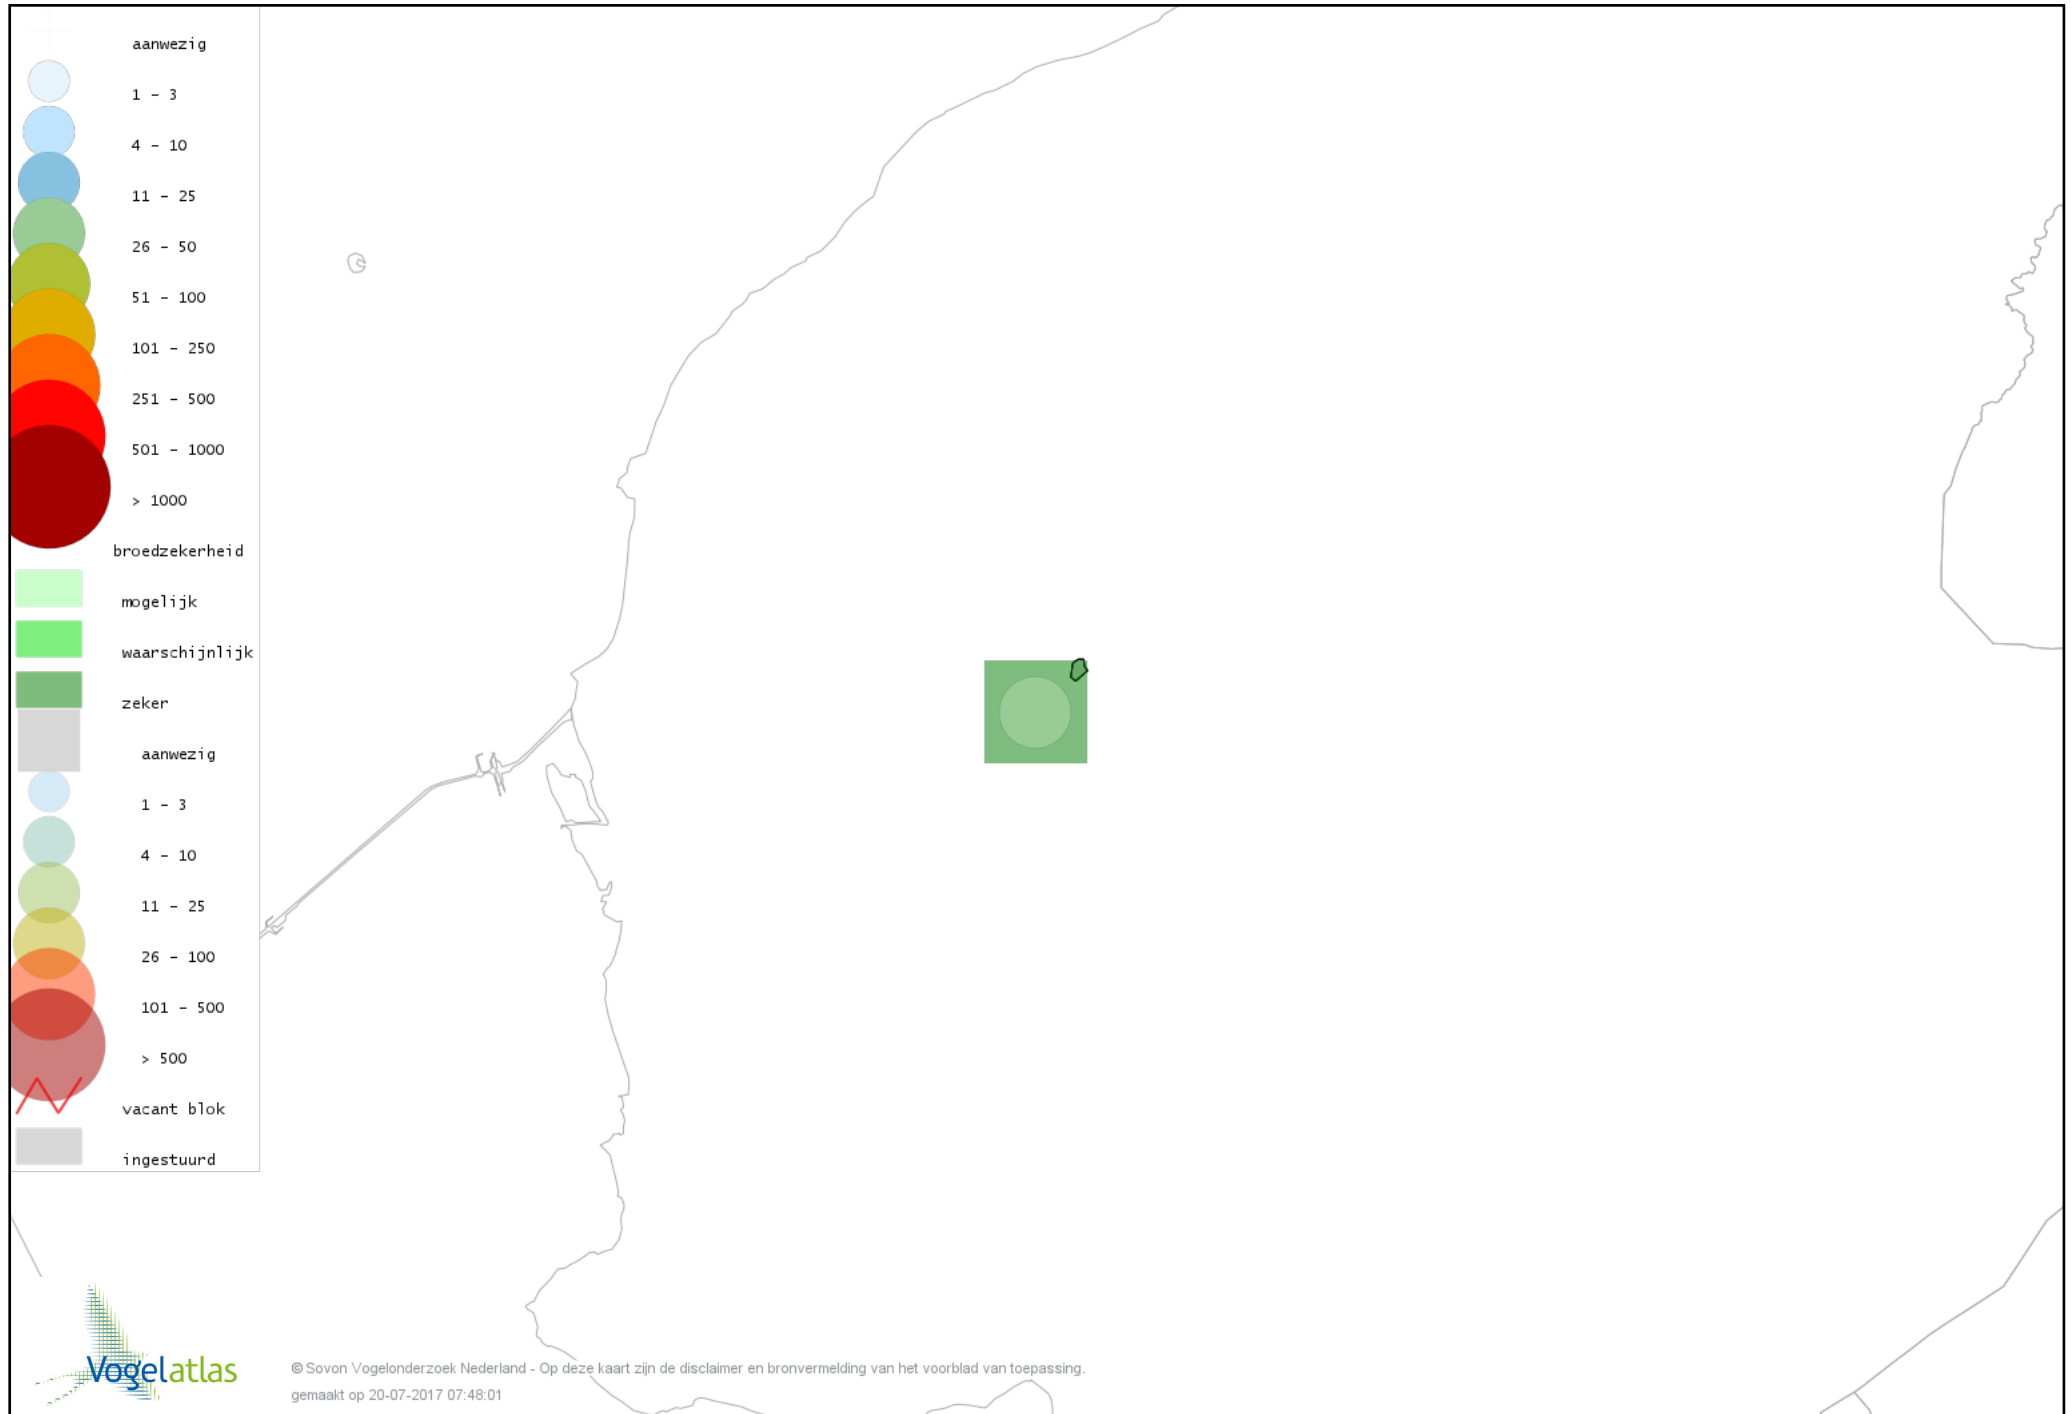 aanwezig
1 - 3
4 - 10
11 - 25
26 - 50
51 - 100
101 - 250
251 - 500
501 - 1000
> 1000
broedzekerheid
mogelijk
waarschijnlijk
zeker
aanwezig
1 - 3
4 - 10
11 - 25
26 - 100
101 - 500
> 500
vacant blok
ingestuurd
Vogelatlas
© Sovon Vogelonderzoek Nederland - Op deze kaart zijn de disclaimer en bronvermelding van het voorblad van toepassing.
gemaakt op 20-07-2017 07:48:01